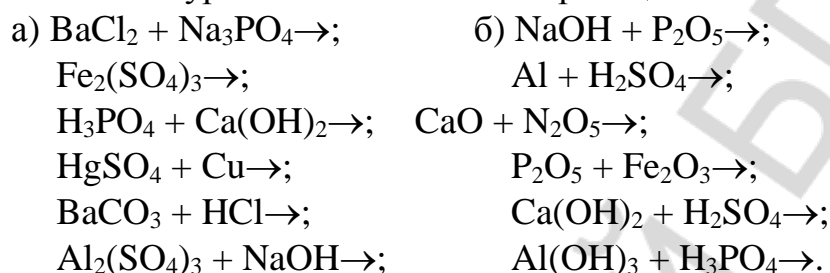 а) BaCl₂ + Na₃PO₄→; б) NaOH + P₂O₅→;
Fe₂(SO₄)₃→; Al + H₂SO₄→;
H₃PO₄ + Ca(OH)₂→; CaO + N₂O₅→;
HgSO₄ + Cu→; P₂O₅ + Fe₂O₃→;
BaCO₃ + HCl→; Ca(OH)₂ + H₂SO₄→;
Al₂(SO₄)₃ + NaOH→; Al(OH)₃ + H₃PO₄→.